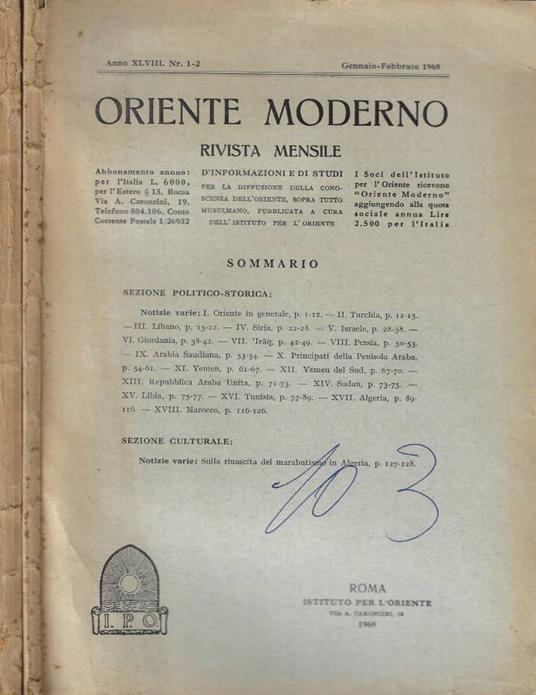 Anno XLVIII. Nr. 1-2
Gennaio-Febbraio 1968
ORIENTE MODERNO
RIVISTA MENSILE
Abbonamento annuo:
per l'Italia L. 6000,
per l'Estero $ 13. Roma
Via A. Caroncini, 19.
Telefono 804.106. Conto
Corrente Postale 1/26932
D'INFORMAZIONI E DI STUDI
PER LA DIFFUSIONE DELLA CONO-
SCENZA DELL'ORIENTE, SOPRA TUTTO
MUSULMANO, PUBBLICATA A CURA
DELL'ISTITUTO PER L'ORIENTE
I Soci dell'Istituto
per l'Oriente ricevono
"Oriente Moderno"
aggiungendo alla quota
sociale annua Lire
2.500 per l'Italia
SOMMARIO
SEZIONE POLITICO-STORICA:
Notizie varie: I. Oriente in generale, p. 1-12. — II. Turchia, p. 12-15.
— III. Libano, p. 15-22. — IV. Siria, p. 22-28. — V. Israele, p. 28-38. —
VI. Giordania, p. 38-42. — VII. 'Irāq, p. 42-49. — VIII. Persia, p. 50-53.
— IX. Arabia Saudiana, p. 53-54. — X. Principati della Penisola Araba,
p. 54-61. — XI. Yemen, p. 61-67. — XII. Yemen del Sud, p. 67-70. —
XIII. Repubblica Araba Unita, p. 71-73. — XIV. Sudan, p. 73-75. —
XV. Libia, p. 75-77. — XVI. Tunisia, p. 77-89. — XVII. Algeria, p. 89-
116. — XVIII. Marocco, p. 116-126.
SEZIONE CULTURALE:
Notizie varie: Sulla rinascita del marabutismo in Algeria, p. 127-128.
103
I. P. O.
ROMA
ISTITUTO PER L'ORIENTE
VIA A. CARONCINI, 19
1968